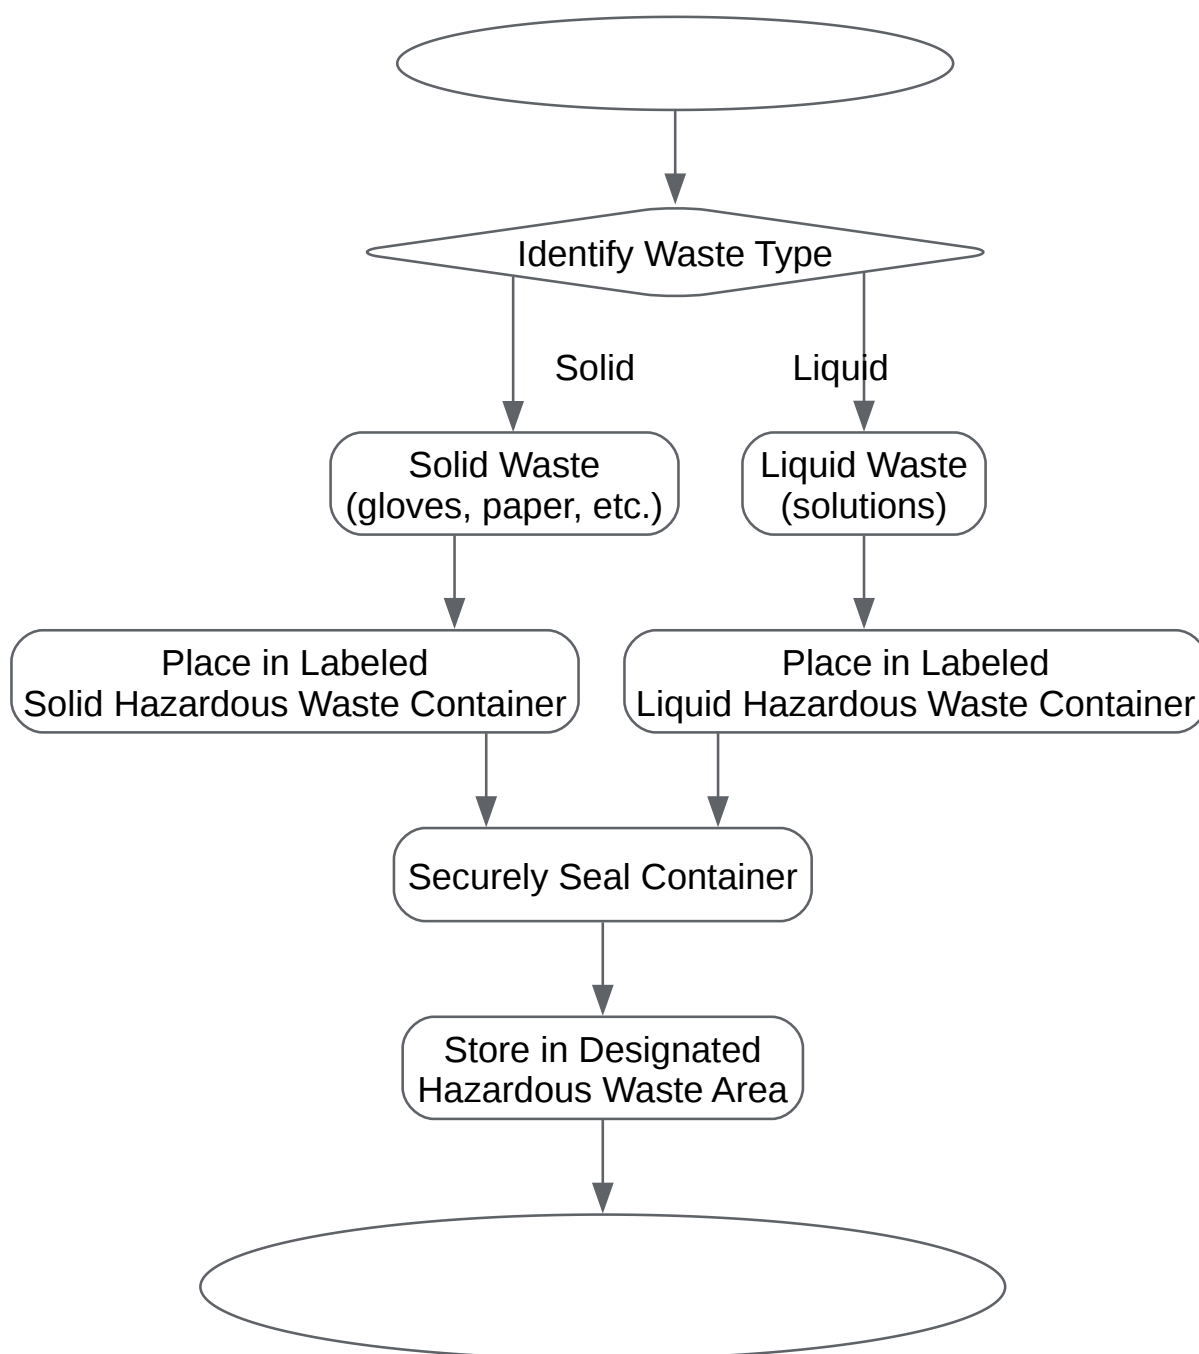 Identify Waste Type
Solid
Liquid
Solid Waste
(gloves, paper, etc.)
Liquid Waste
(solutions)
Place in Labeled
Solid Hazardous Waste Container
Place in Labeled
Liquid Hazardous Waste Container
Securely Seal Container
Store in Designated
Hazardous Waste Area